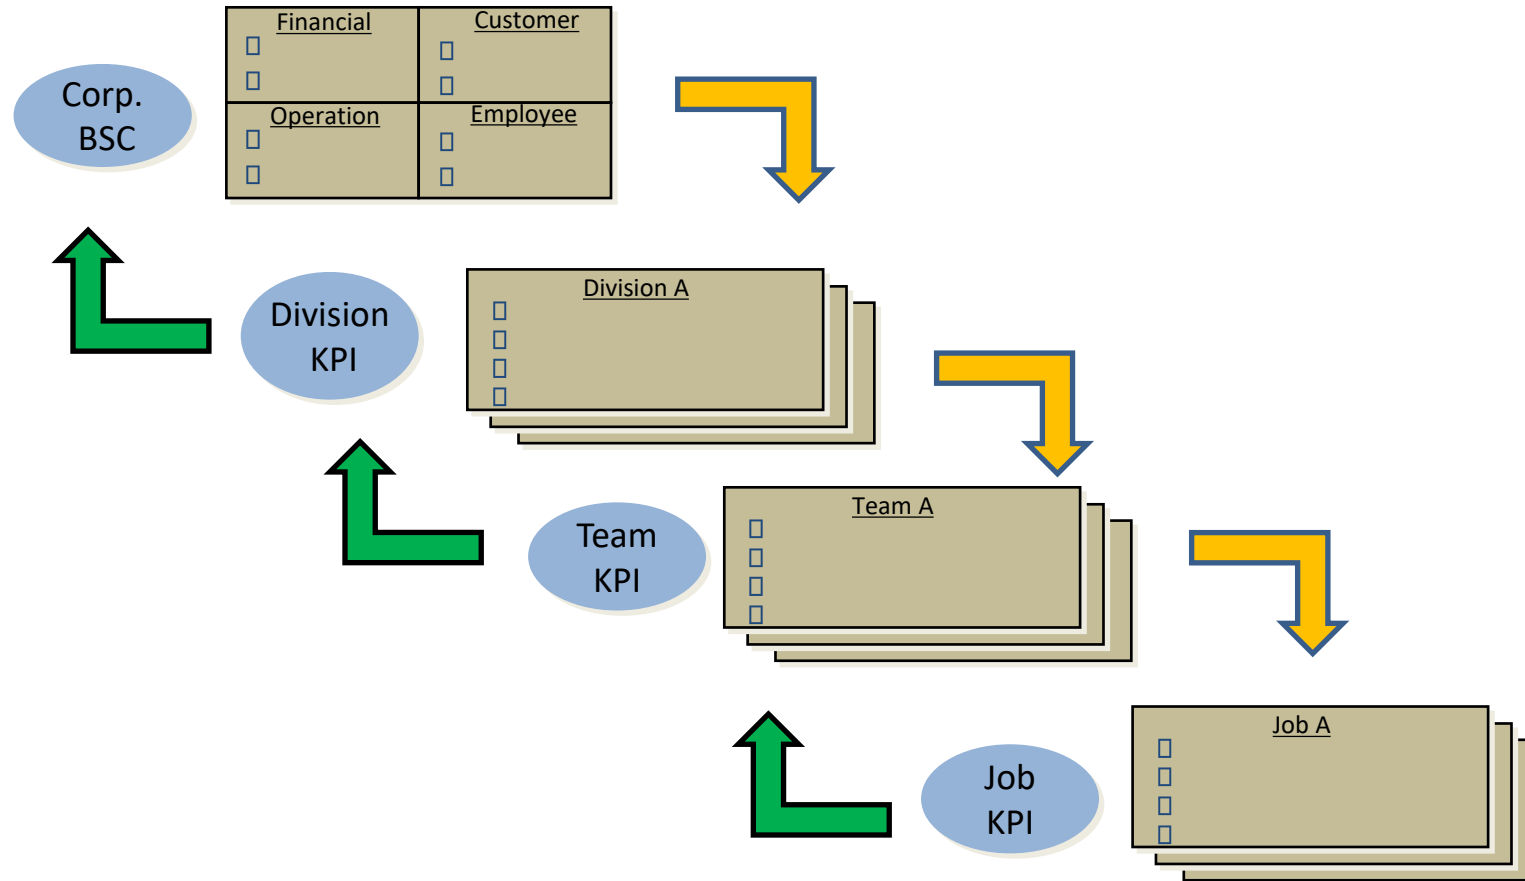 Financial
Customer
Corp.
BSC
Operation
Employee
Division
KPI
Division A
Team
KPI
Team A
Job
KPI
Job A